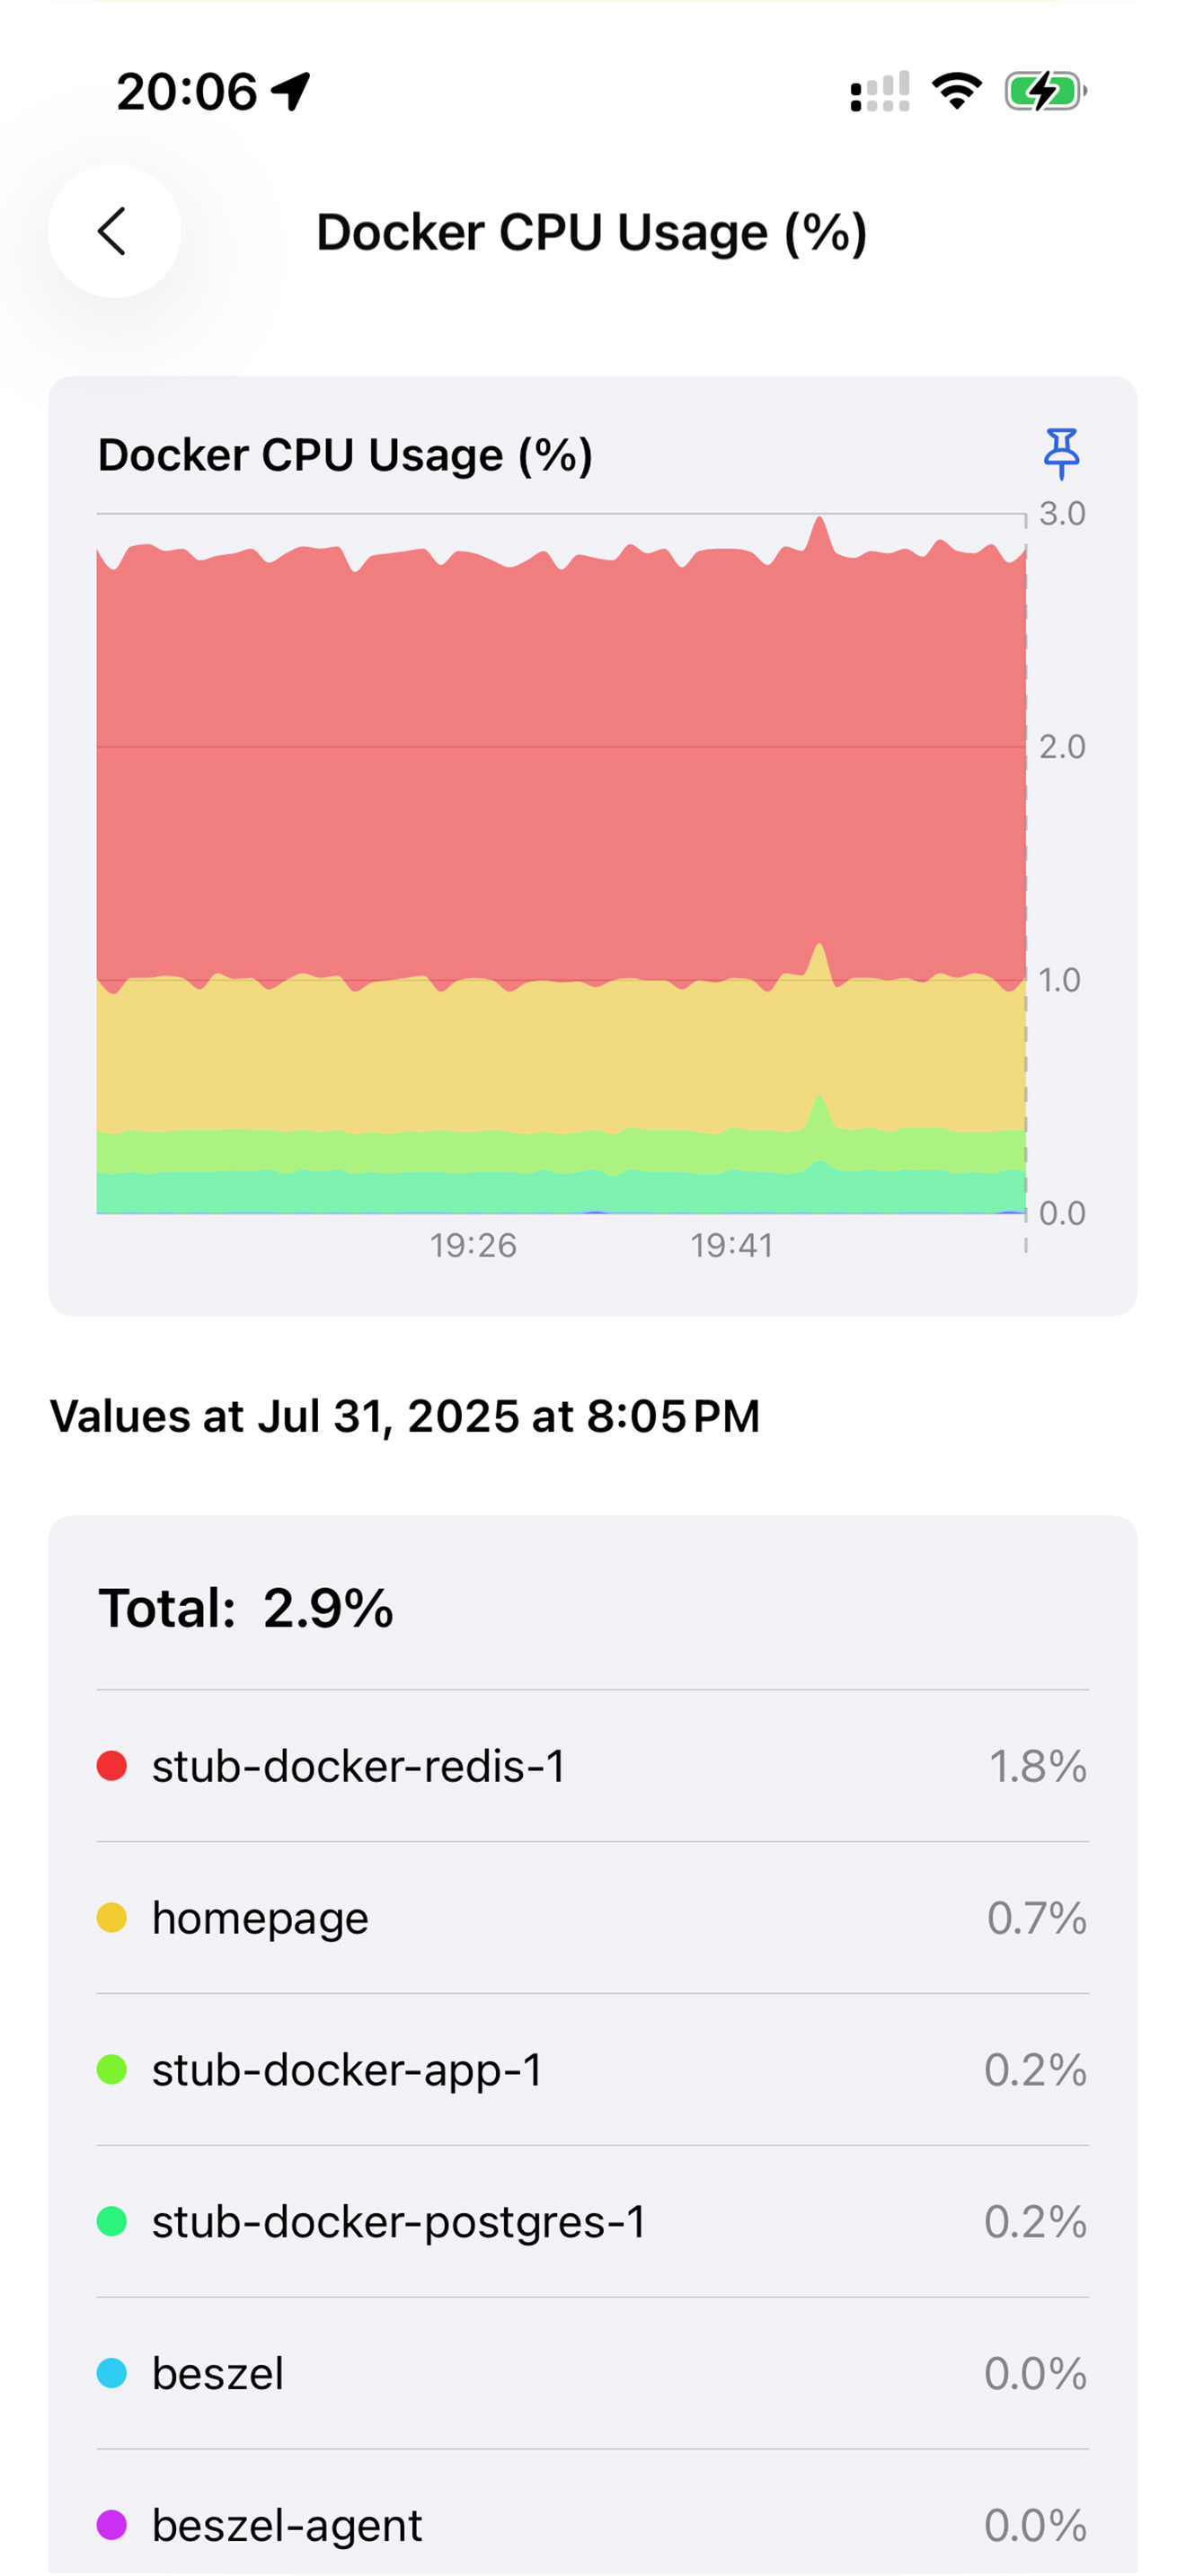 20:06
Docker CPU Usage (%)
Docker CPU Usage (%)
3.0
2.0
1.0
0.0
19:26 19:41
Values at Jul 31, 2025 at 8:05 PM
Total: 2.9%
stub-docker-redis-1 1.8%
homepage 0.7%
stub-docker-app-1 0.2%
stub-docker-postgres-1 0.2%
beszel 0.0%
beszel-agent 0.0%